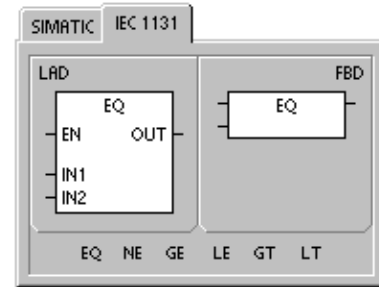 SIMATIC IEC 1131
LAD FBD
EQ EQ
EN OUT
IN1
IN2
EQ NE GE LE GT LT